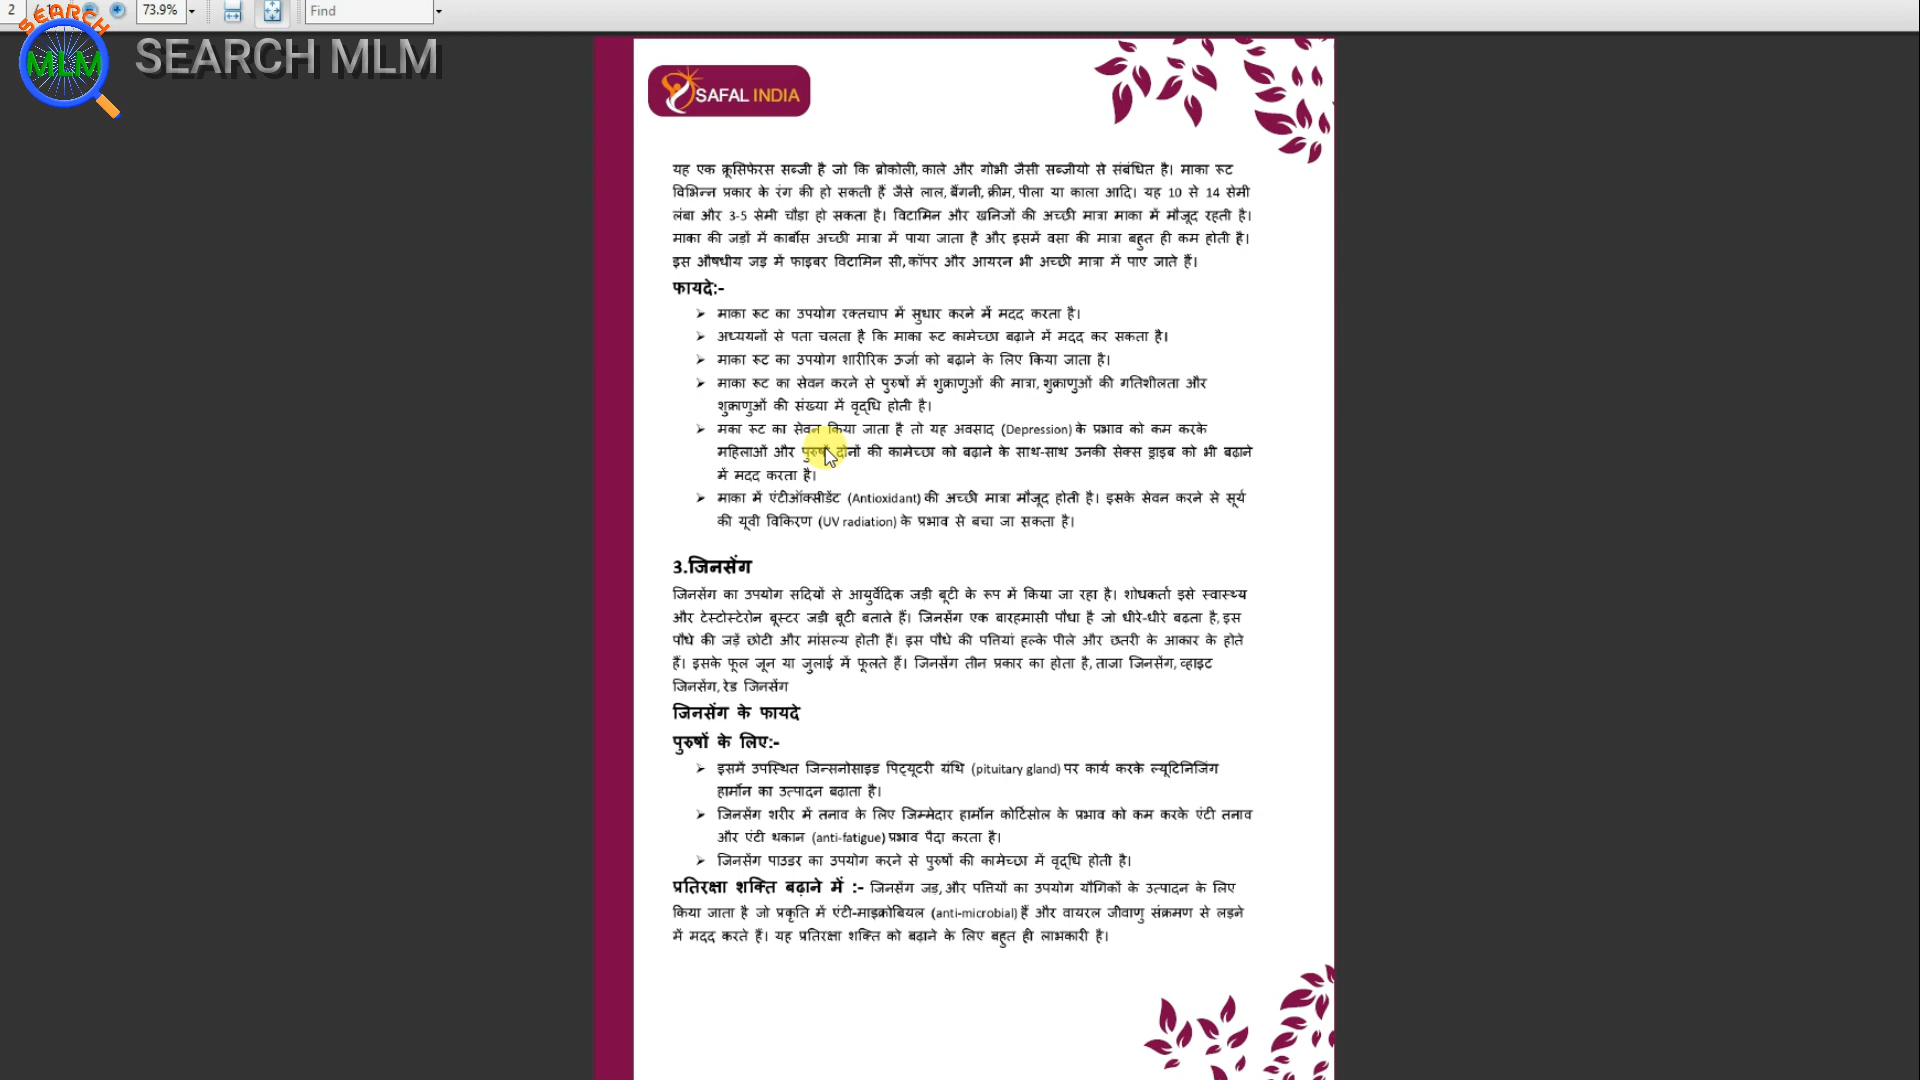 2
73.9%
Find
SEARCH
MLM
SEARCH MLM
SAFAL INDIA
यह एक क्रूसिफेरस सब्जी है जो कि ब्रोकोली, काले और गोभी जैसी सब्जीयो से संबंधित है। माका रूट
विभिन्न प्रकार के रंग की हो सकती हैं जैसे लाल, बैंगनी, क्रीम, पीला या काला आदि। यह 10 से 14 सेमी
लंबा और 3-5 सेमी चौड़ा हो सकता है। विटामिन और खनिजों की अच्छी मात्रा माका में मौजूद रहती है।
माका की जड़ों में कार्बोस अच्छी मात्रा में पाया जाता है और इसमें वसा की मात्रा बहुत ही कम होती है।
इस औषधीय जड़ में फाइबर विटामिन सी, कॉपर और आयरन भी अच्छी मात्रा में पाए जाते हैं।
फायदे:-
➢ माका रूट का उपयोग रक्तचाप में सुधार करने में मदद करता है।
➢ अध्ययनों से पता चलता है कि माका रूट कामेच्छा बढ़ाने में मदद कर सकता है।
➢ माका रूट का उपयोग शारीरिक ऊर्जा को बढ़ाने के लिए किया जाता है।
➢ माका रूट का सेवन करने से पुरुषों में शुक्राणुओं की मात्रा, शुक्राणुओं की गतिशीलता और
शुक्राणुओं की संख्या में वृद्धि होती है।
➢ मका रूट का सेवन किया जाता है तो यह अवसाद (Depression) के प्रभाव को कम करके
महिलाओं और पुरुषों दोनों की कामेच्छा को बढ़ाने के साथ-साथ उनकी सेक्स ड्राइव को भी बढ़ाने
में मदद करता है।
➢ माका में एंटीऑक्सीडेंट (Antioxidant) की अच्छी मात्रा मौजूद होती है। इसके सेवन करने से सूर्य
की यूवी विकिरण (UV radiation) के प्रभाव से बचा जा सकता है।
3.जिनसेंग
जिनसेंग का उपयोग सदियों से आयुर्वेदिक जड़ी बूटी के रूप में किया जा रहा है। शोधकर्ता इसे स्वास्थ्य
और टेस्टोस्टेरोन बूस्टर जड़ी बूटी बताते हैं। जिनसेंग एक बारहमासी पौधा है जो धीरे-धीरे बढ़ता है, इस
पौधे की जड़ें छोटी और मांसल्य होती हैं। इस पौधे की पत्तियां हल्के पीले और छतरी के आकार के होते
हैं। इसके फूल जून या जुलाई में फूलते हैं। जिनसेंग तीन प्रकार का होता है, ताजा जिनसेंग, व्हाइट
जिनसेंग, रेड जिनसेंग
जिनसेंग के फायदे
पुरुषों के लिए:-
➢ इसमें उपस्थित जिन्सनोसाइड पिट्यूटरी ग्रंथि (pituitary gland) पर कार्य करके ल्यूटिनिजिंग
हार्मोन का उत्पादन बढ़ाता है।
➢ जिनसेंग शरीर में तनाव के लिए जिम्मेदार हार्मोन कोर्टिसोल के प्रभाव को कम करके एंटी तनाव
और एंटी थकान (anti-fatigue) प्रभाव पैदा करता है।
➢ जिनसेंग पाउडर का उपयोग करने से पुरुषों की कामेच्छा में वृद्धि होती है।
प्रतिरक्षा शक्ति बढ़ाने में :- जिनसेंग जड़, और पत्तियों का उपयोग यौगिकों के उत्पादन के लिए
किया जाता है जो प्रकृति में एंटी-माइक्रोबियल (anti-microbial) हैं और वायरल जीवाणु संक्रमण से लड़ने
में मदद करते हैं। यह प्रतिरक्षा शक्ति को बढ़ाने के लिए बहुत ही लाभकारी है।